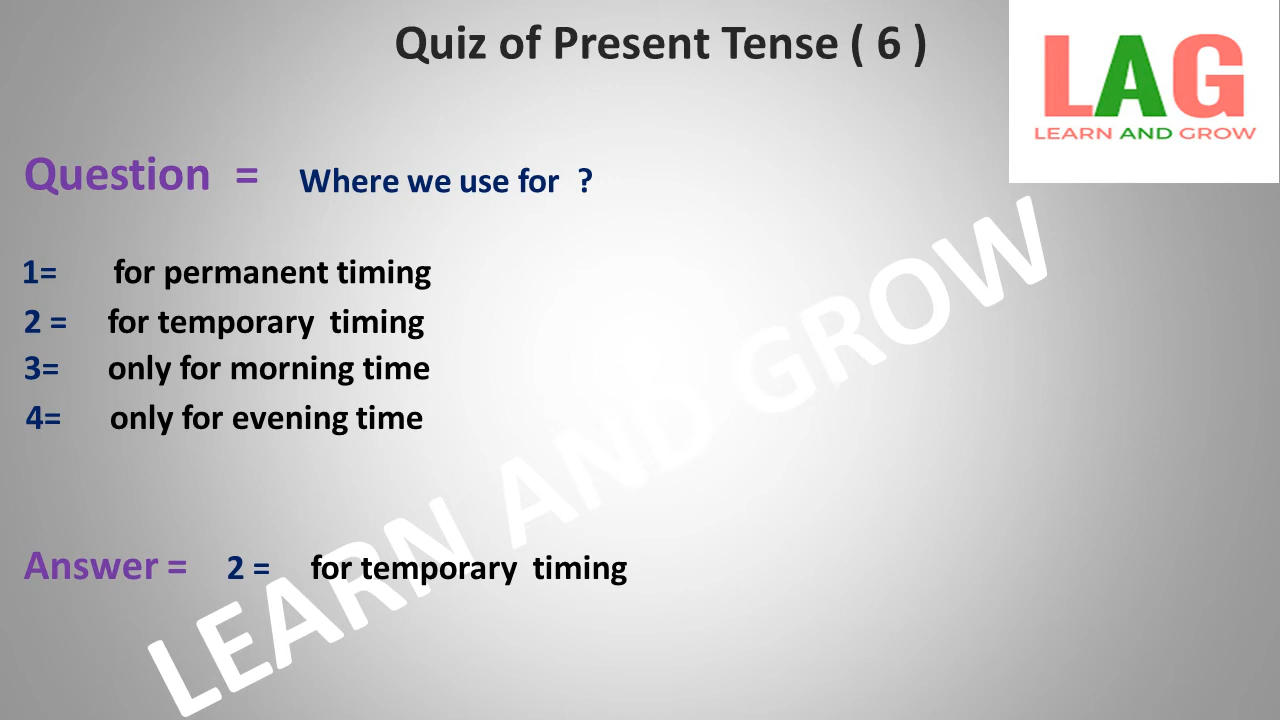 Quiz of Present Tense ( 6 )
LAG
LEARN AND GROW
Question = Where we use for ?
1= for permanent timing
2 = for temporary timing
3= only for morning time
4= only for evening time
Answer = 2 = for temporary timing
LEARN AND GROW